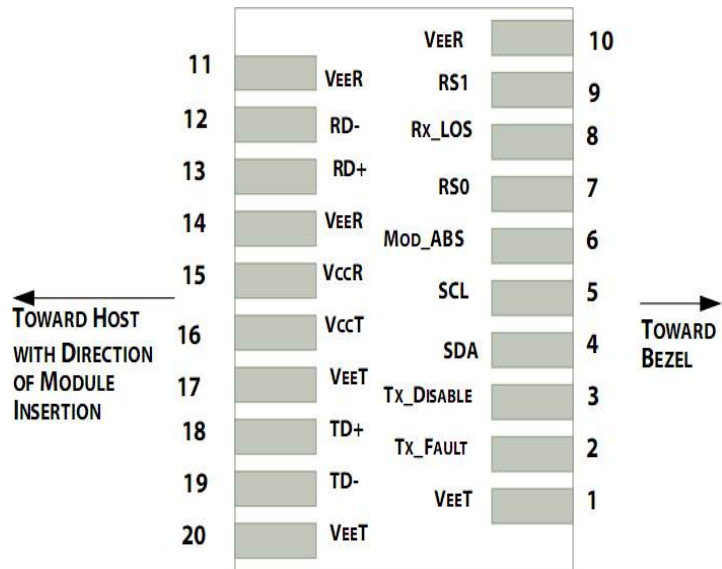 VEER 10
11 VEER
RS1 9
12 RD-
RX_LOS 8
13 RD+
RS0 7
14 VEER
MOD_ABS 6
15 VCCR
SCL 5
TOWARD HOST
WITH DIRECTION
OF MODULE
INSERTION
16 VCCT
SDA 4
TOWARD
BEZEL
17 VEET
TX_DISABLE 3
18 TD+
TX_FAULT 2
19 TD-
VEET 1
20 VEET